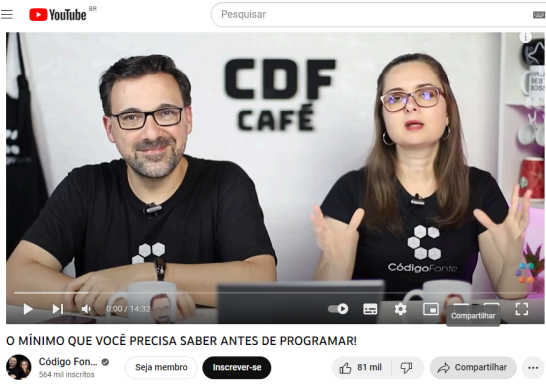 YouTube BR
Pesquisar
CDF
CAFÉ
CódigoFonte
0:00 / 14:32
Compartilhar
O MÍNIMO QUE VOCÊ PRECISA SABER ANTES DE PROGRAMAR!
Código Fon...
564 mil inscritos
Seja membro
Inscrever-se
81 mil
Compartilhar